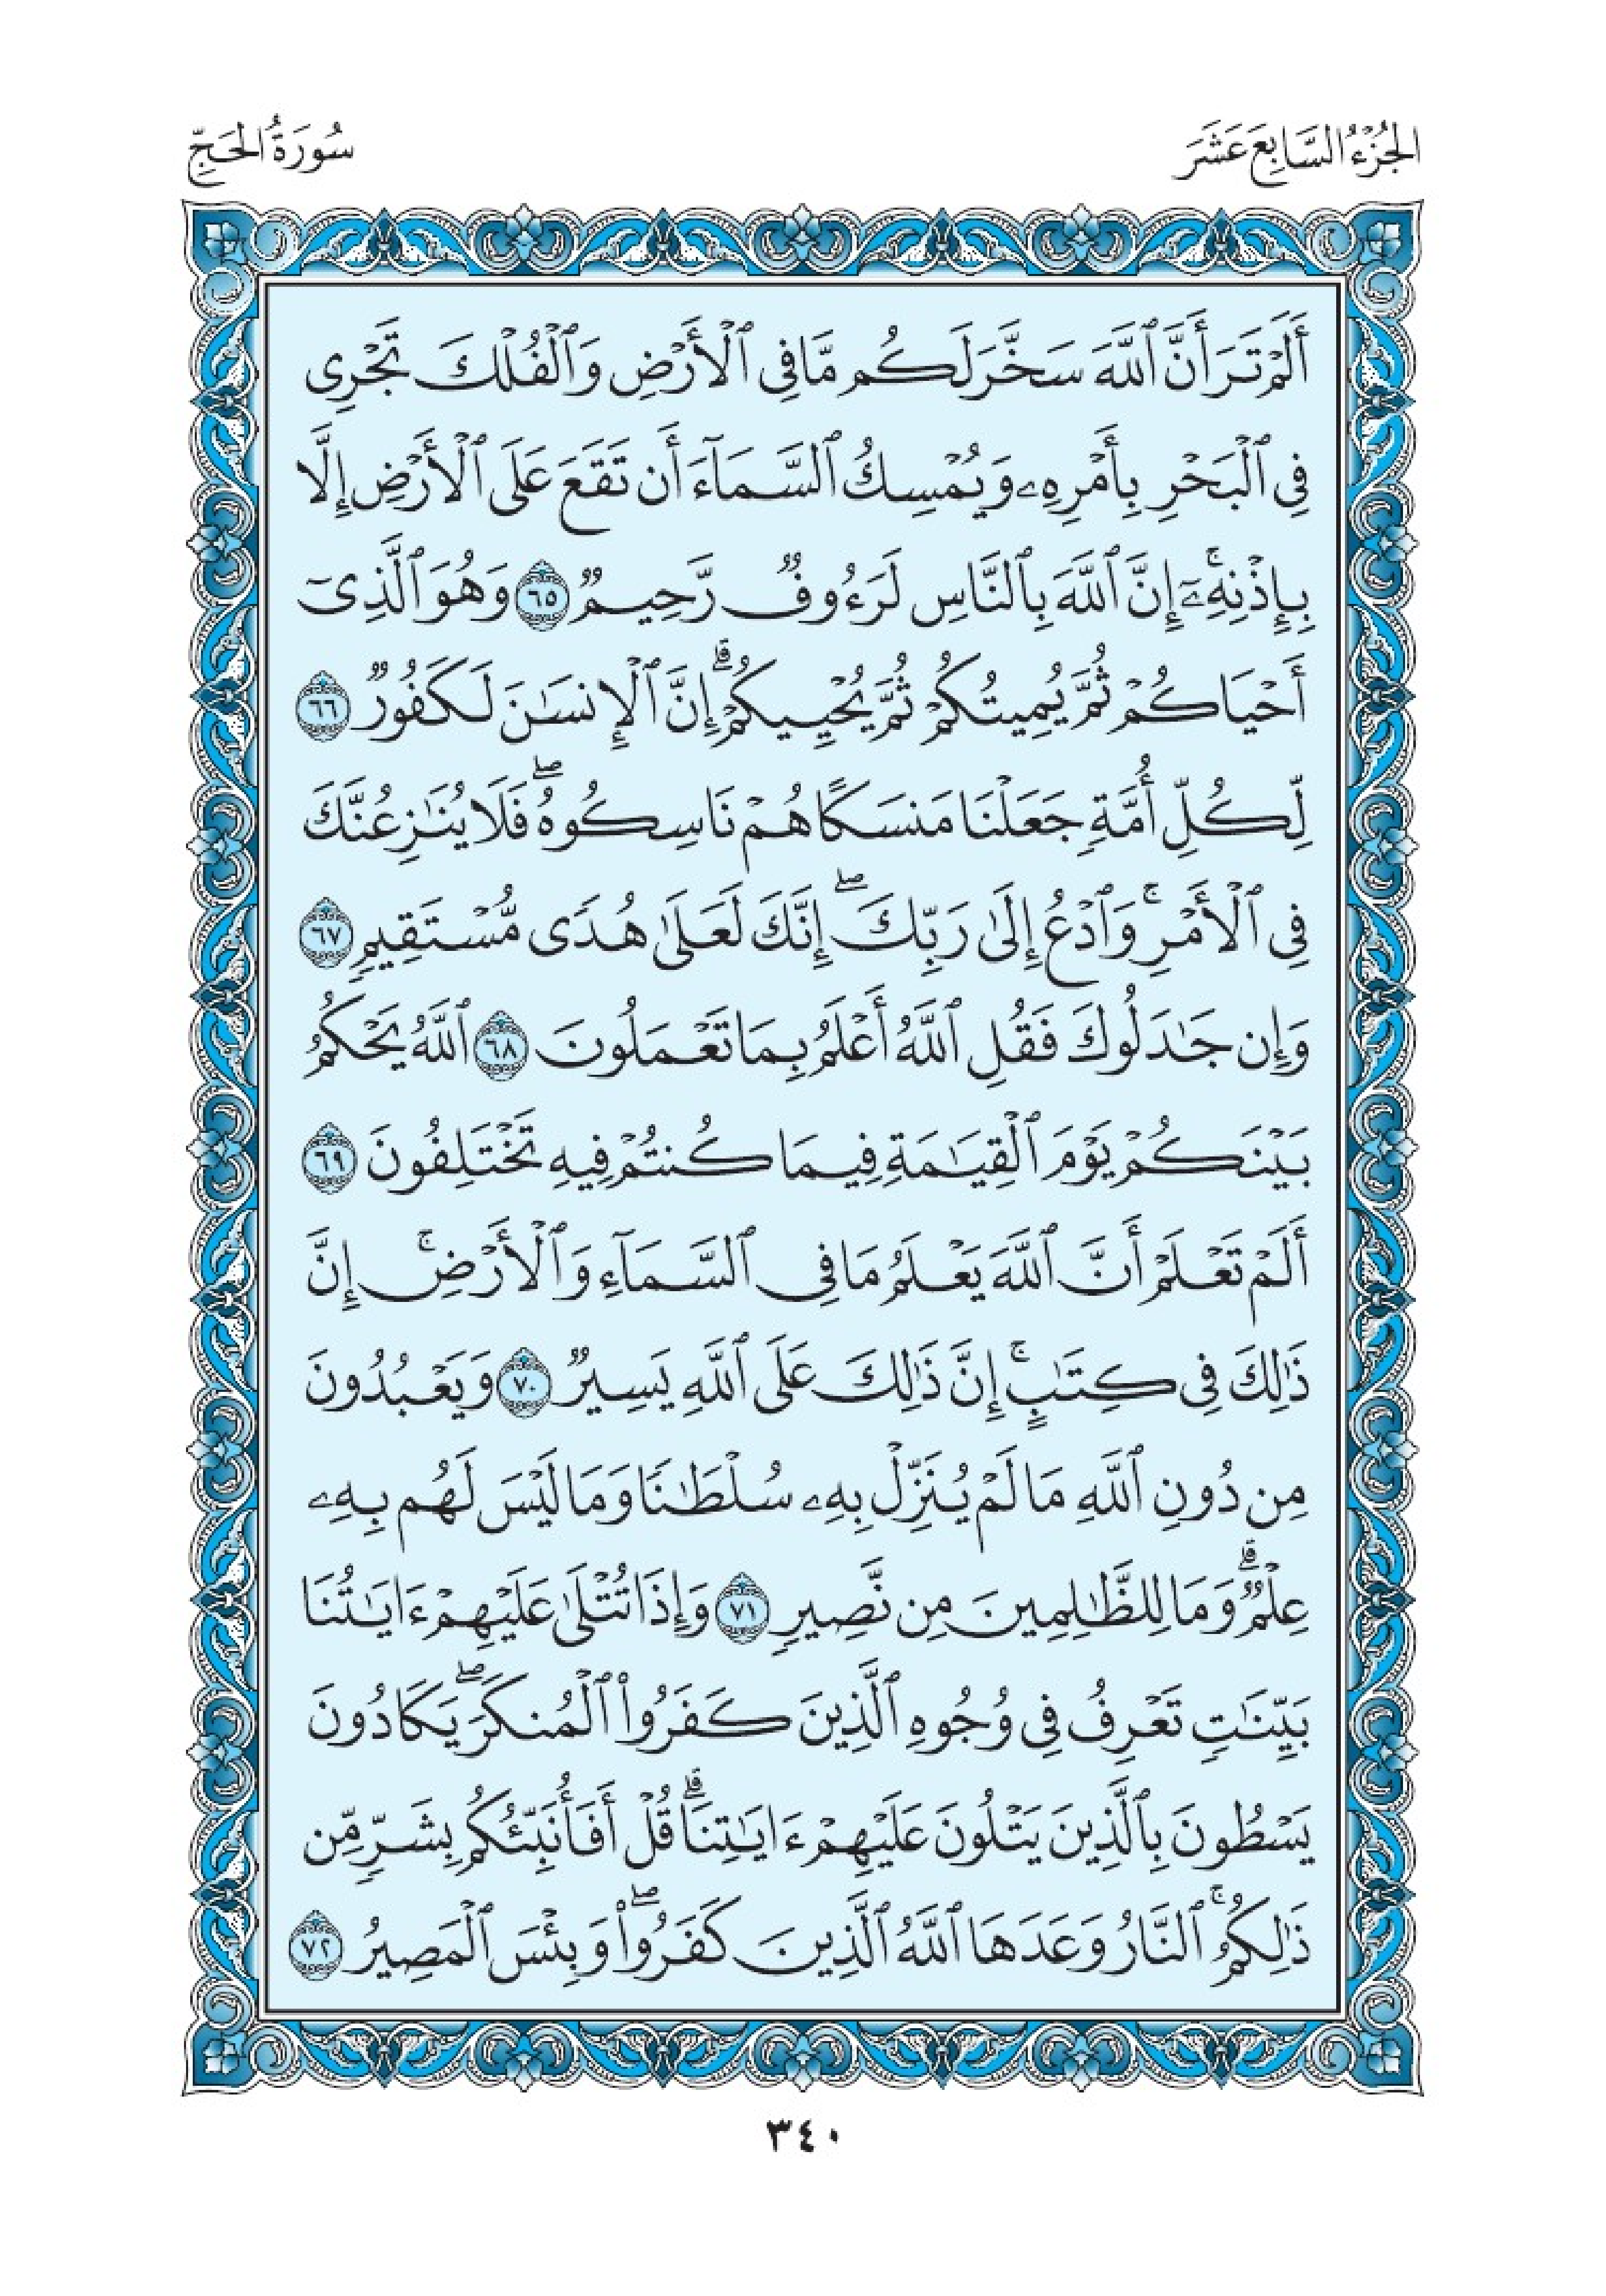 الجُزْءُ السَّابِعَ عَشَرَ
سُورَةُ الحَجِّ
أَلَمْ تَرَ أَنَّ ٱللَّهَ سَخَّرَ لَكُم مَّا فِى ٱلْأَرْضِ وَٱلْفُلْكَ تَجْرِى
فِى ٱلْبَحْرِ بِأَمْرِهِۦ وَيُمْسِكُ ٱلسَّمَآءَ أَن تَقَعَ عَلَى ٱلْأَرْضِ إِلَّا
بِإِذْنِهِۦٓ ۚ إِنَّ ٱللَّهَ بِٱلنَّاسِ لَرَءُوفٌ رَّحِيمٌ ٦٥ وَهُوَ ٱلَّذِىٓ
أَحْيَاكُمْ ثُمَّ يُمِيتُكُمْ ثُمَّ يُحْيِيكُمْ ۗ إِنَّ ٱلْإِنسَٰنَ لَكَفُورٌ ٦٦
لِّكُلِّ أُمَّةٍ جَعَلْنَا مَنسَكًا هُمْ نَاسِكُوهُ ۖ فَلَا يُنَٰزِعُنَّكَ
فِى ٱلْأَمْرِ ۚ وَٱدْعُ إِلَىٰ رَبِّكَ ۖ إِنَّكَ لَعَلَىٰ هُدًى مُّسْتَقِيمٍ ٦٧
وَإِن جَٰدَلُوكَ فَقُلِ ٱللَّهُ أَعْلَمُ بِمَا تَعْمَلُونَ ٦٨ ٱللَّهُ يَحْكُمُ
بَيْنَكُمْ يَوْمَ ٱلْقِيَٰمَةِ فِيمَا كُنتُمْ فِيهِ تَخْتَلِفُونَ ٦٩
أَلَمْ تَعْلَمْ أَنَّ ٱللَّهَ يَعْلَمُ مَا فِى ٱلسَّمَآءِ وَٱلْأَرْضِ ۚ إِنَّ
ذَٰلِكَ فِى كِتَٰبٍ ۚ إِنَّ ذَٰلِكَ عَلَى ٱللَّهِ يَسِيرٌ ٧٠ وَيَعْبُدُونَ
مِن دُونِ ٱللَّهِ مَا لَمْ يُنَزِّلْ بِهِۦ سُلْطَٰنًا وَمَا لَيْسَ لَهُم بِهِۦ
عِلْمٌ ۗ وَمَا لِلظَّٰلِمِينَ مِن نَّصِيرٍ ٧١ وَإِذَا تُتْلَىٰ عَلَيْهِمْ ءَايَٰتُنَا
بَيِّنَٰتٍ تَعْرِفُ فِى وُجُوهِ ٱلَّذِينَ كَفَرُوا۟ ٱلْمُنكَرَ ۖ يَكَادُونَ
يَسْطُونَ بِٱلَّذِينَ يَتْلُونَ عَلَيْهِمْ ءَايَٰتِنَا ۗ قُلْ أَفَأُنَبِّئُكُم بِشَرٍّ مِّن
ذَٰلِكُمُ ۚ ٱلنَّارُ وَعَدَهَا ٱللَّهُ ٱلَّذِينَ كَفَرُوا۟ ۖ وَبِئْسَ ٱلْمَصِيرُ ٧٢
٣٤٠